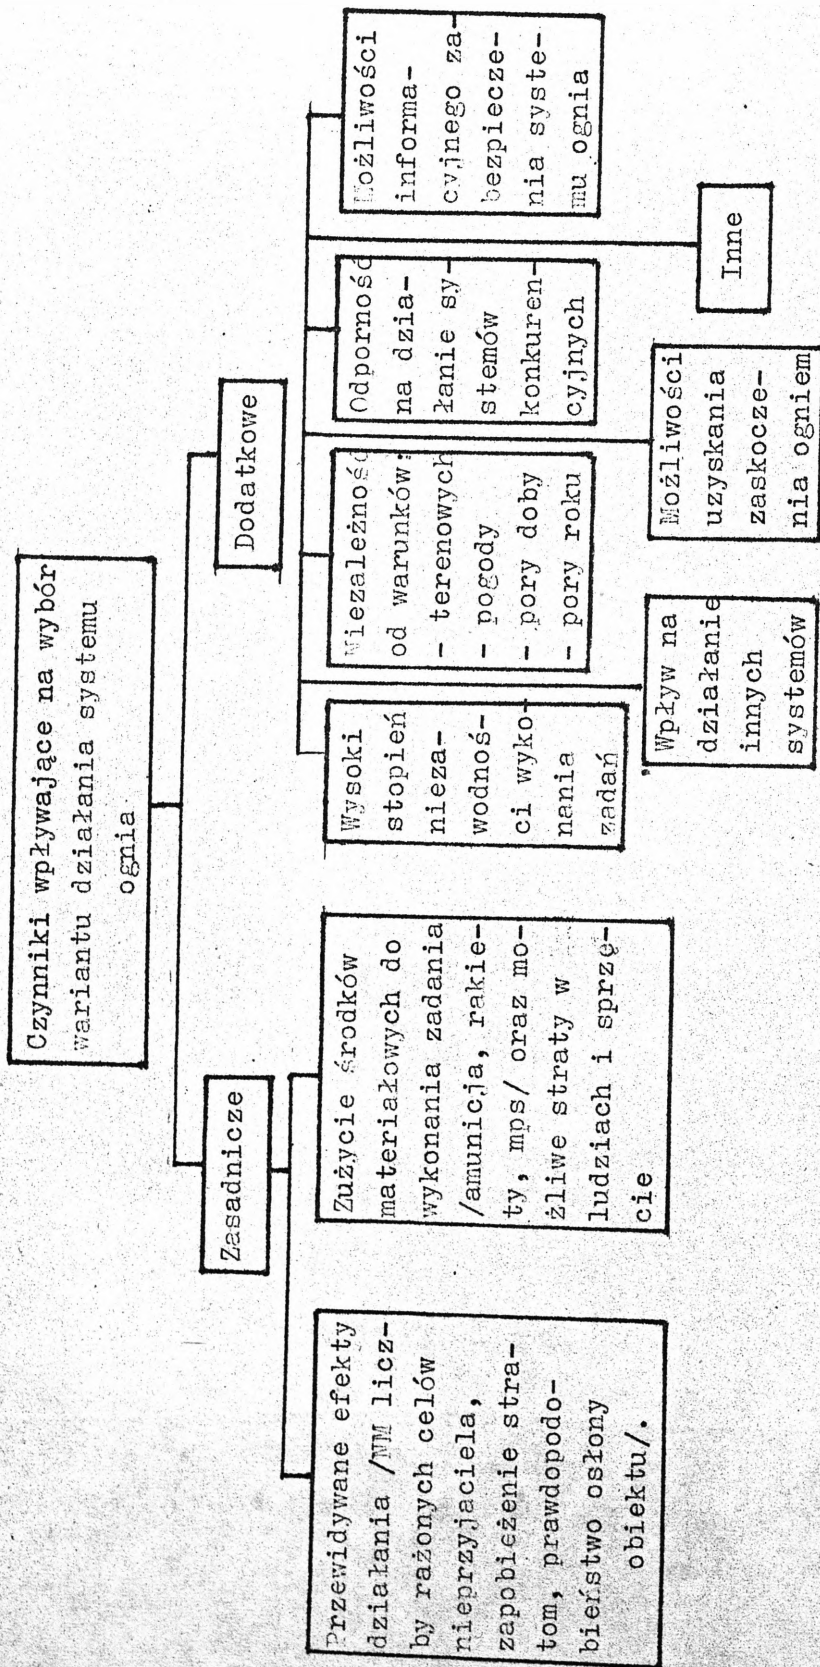 Czynniki wpływające na wybór
wariantu działania systemu
ognia
Zasadnicze
Dodatkowe
Przewidywane efekty
działania /NM licz-
by rażonych celów
nieprzyjaciela,
zapobieżenie stra-
tom, prawdopodo-
bieństwo osłony
obiektu/.
Zużycie środków
materiałowych do
wykonania zadania
/amunicja, rakie-
ty, mps/ oraz mo-
żliwe straty w
ludziach i sprzę-
cie
Wysoki
stopień
nieza-
wodnoś-
ci wyko-
nania
zadań
Niezależność
od warunków:
- terenowych
- pogody
- pory doby
- pory roku
Odporność
na dzia-
łanie sy-
stemów
konkuren-
cyjnych
Możliwości
informa-
cyjnego za-
bezpiecze-
nia syste-
mu ognia
Wpływ na
działanie
innych
systemów
Możliwości
uzyskania
zaskocze-
nia ogniem
Inne